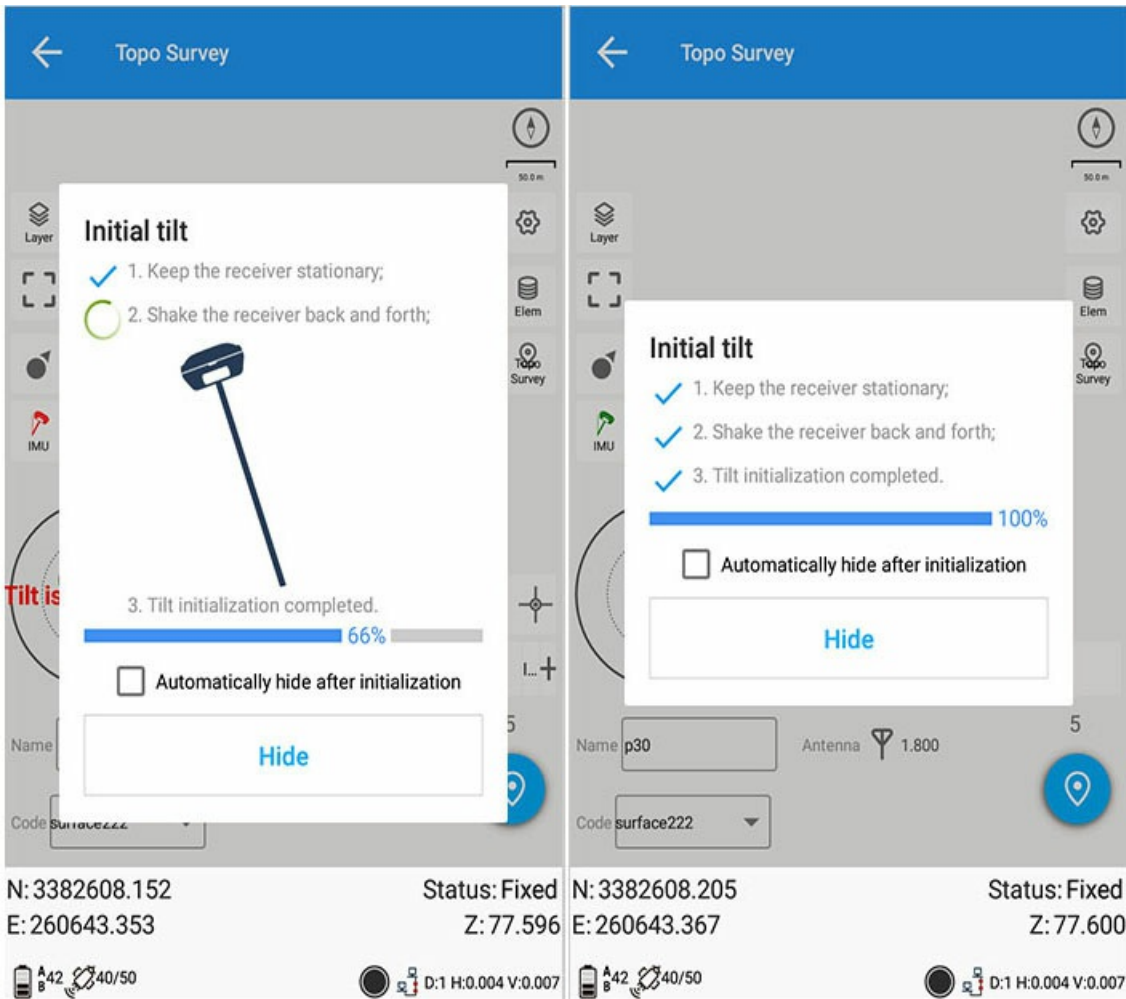 Topo Survey
50.0 m
Layer
Initial tilt
1. Keep the receiver stationary;
2. Shake the receiver back and forth;
Elem
Topo
Survey
IMU
Tilt is
3. Tilt initialization completed.
66%
Automatically hide after initialization
I...
5
Name
Hide
Code surface222
N: 3382608.152 Status: Fixed
E: 260643.353 Z: 77.596
A
B 42 40/50 D:1 H:0.004 V:0.007
Topo Survey
50.0 m
Layer
Elem
Initial tilt
Topo
Survey
1. Keep the receiver stationary;
IMU
2. Shake the receiver back and forth;
3. Tilt initialization completed.
100%
Automatically hide after initialization
Hide
5
Name p30 Antenna 1.800
Code surface222
N: 3382608.205 Status: Fixed
E: 260643.367 Z: 77.600
A
B 42 40/50 D:1 H:0.004 V:0.007